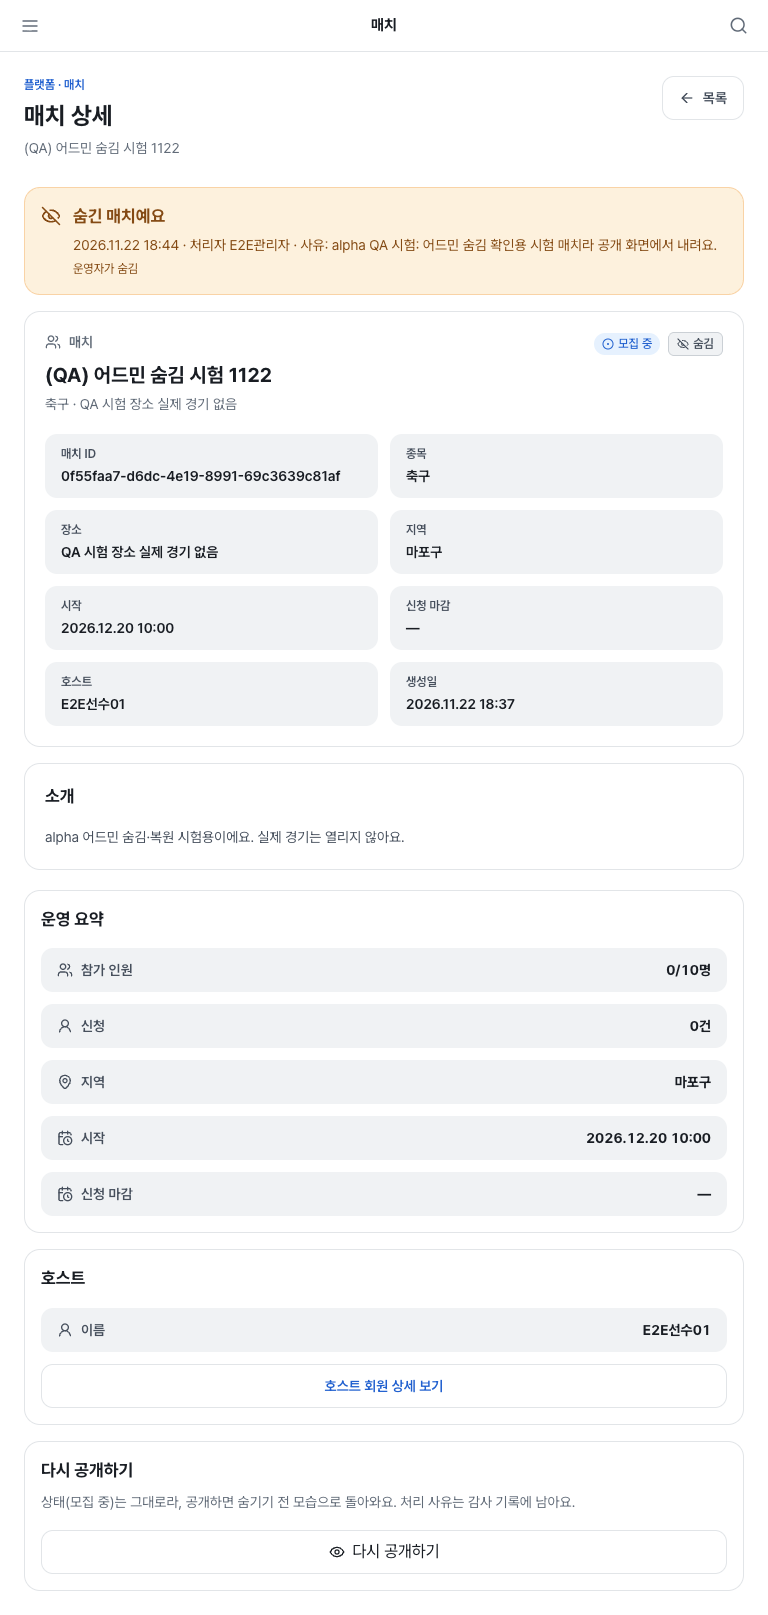 매치
플랫폼 · 매치
매치 상세
(QA) 어드민 숨김 시험 1122
목록
숨긴 매치예요
2026.11.22 18:44 · 처리자 E2E관리자 · 사유: alpha QA 시험: 어드민 숨김 확인용 시험 매치라 공개 화면에서 내려요.
운영자가 숨김
매치
모집 중
숨김
(QA) 어드민 숨김 시험 1122
축구 · QA 시험 장소 실제 경기 없음
매치 ID
0f55faa7-d6dc-4e19-8991-69c3639c81af
종목
축구
장소
QA 시험 장소 실제 경기 없음
지역
마포구
시작
2026.12.20 10:00
신청 마감
—
호스트
E2E선수01
생성일
2026.11.22 18:37
소개
alpha 어드민 숨김·복원 시험용이에요. 실제 경기는 열리지 않아요.
운영 요약
참가 인원 0/10명
신청 0건
지역 마포구
시작 2026.12.20 10:00
신청 마감 —
호스트
이름 E2E선수01
호스트 회원 상세 보기
다시 공개하기
상태(모집 중)는 그대로라, 공개하면 숨기기 전 모습으로 돌아와요. 처리 사유는 감사 기록에 남아요.
다시 공개하기